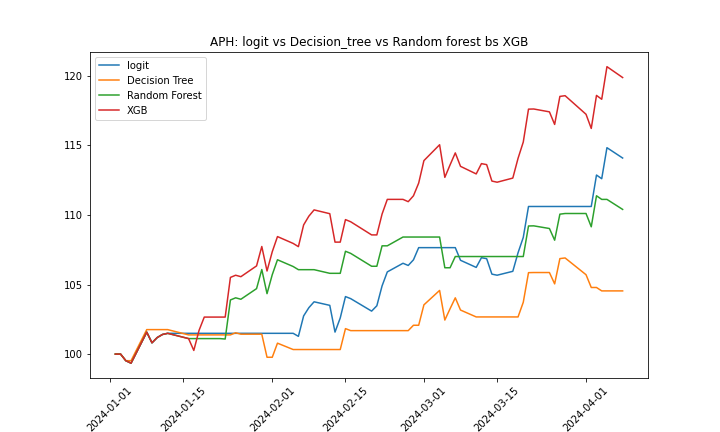 APH: logit vs Decision_tree vs Random forest bs XGB
logit
Decision Tree
Random Forest
XGB
120
115
110
105
100
2024-01-01
2024-01-15
2024-02-01
2024-02-15
2024-03-01
2024-03-15
2024-04-01